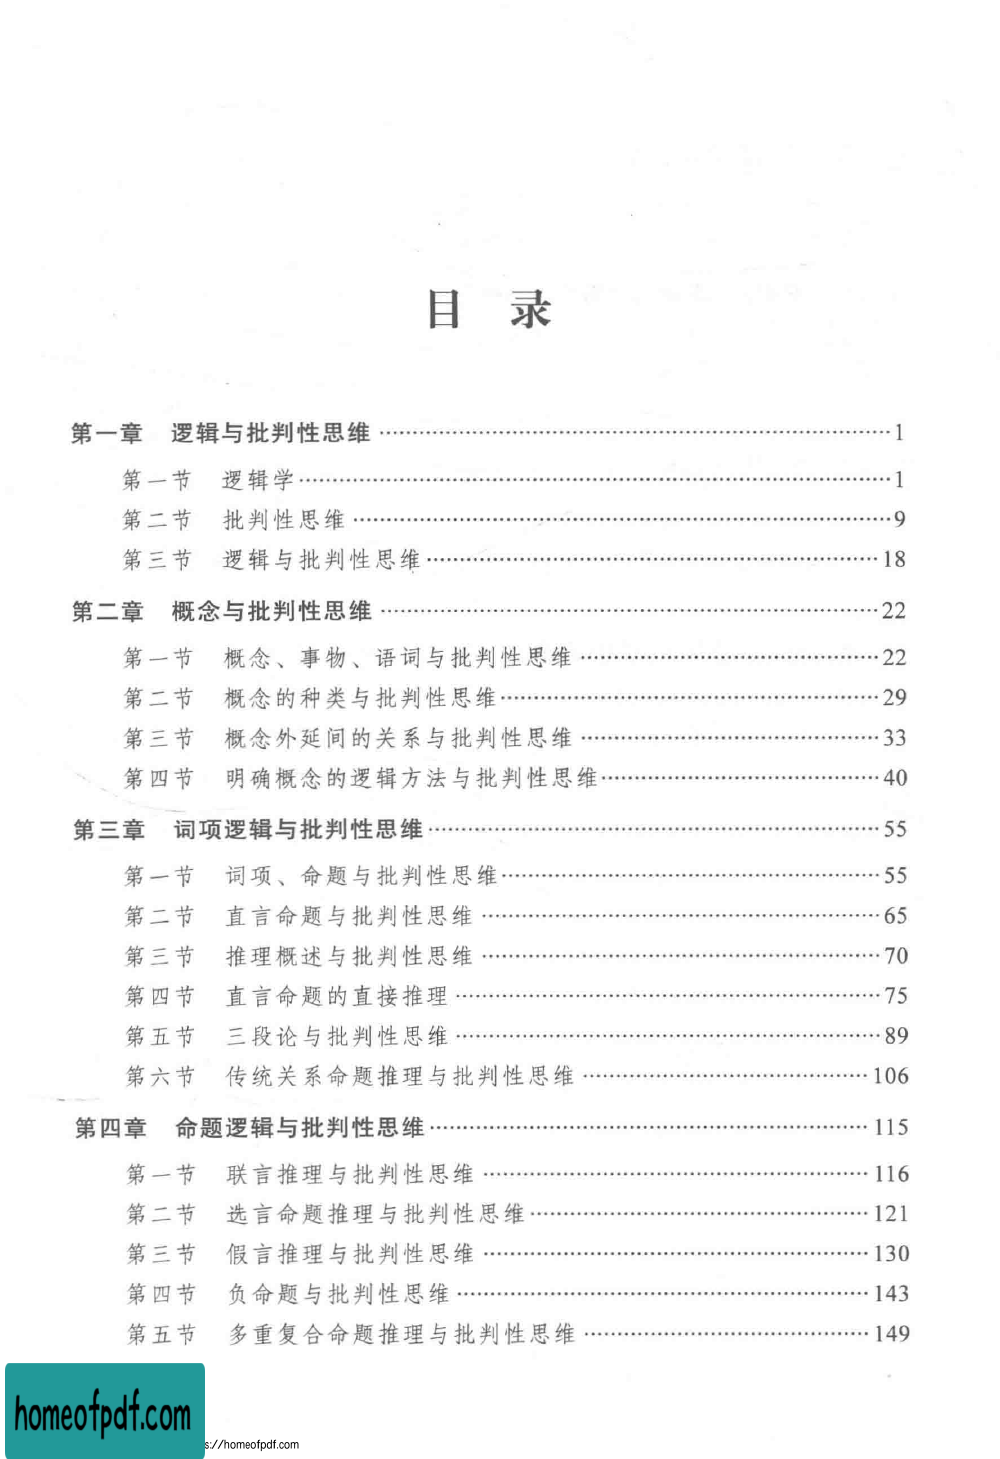 目 录
第一章 逻辑与批判性思维 …… 1
第一节 逻辑学 …… 1
第二节 批判性思维 …… 9
第三节 逻辑与批判性思维 …… 18
第二章 概念与批判性思维 …… 22
第一节 概念、事物、语词与批判性思维 …… 22
第二节 概念的种类与批判性思维 …… 29
第三节 概念外延间的关系与批判性思维 …… 33
第四节 明确概念的逻辑方法与批判性思维 …… 40
第三章 词项逻辑与批判性思维 …… 55
第一节 词项、命题与批判性思维 …… 55
第二节 直言命题与批判性思维 …… 65
第三节 推理概述与批判性思维 …… 70
第四节 直言命题的直接推理 …… 75
第五节 三段论与批判性思维 …… 89
第六节 传统关系命题推理与批判性思维 …… 106
第四章 命题逻辑与批判性思维 …… 115
第一节 联言推理与批判性思维 …… 116
第二节 选言命题推理与批判性思维 …… 121
第三节 假言推理与批判性思维 …… 130
第四节 负命题与批判性思维 …… 143
第五节 多重复合命题推理与批判性思维 …… 149
homeofpdf.com
s://homeofpdf.com